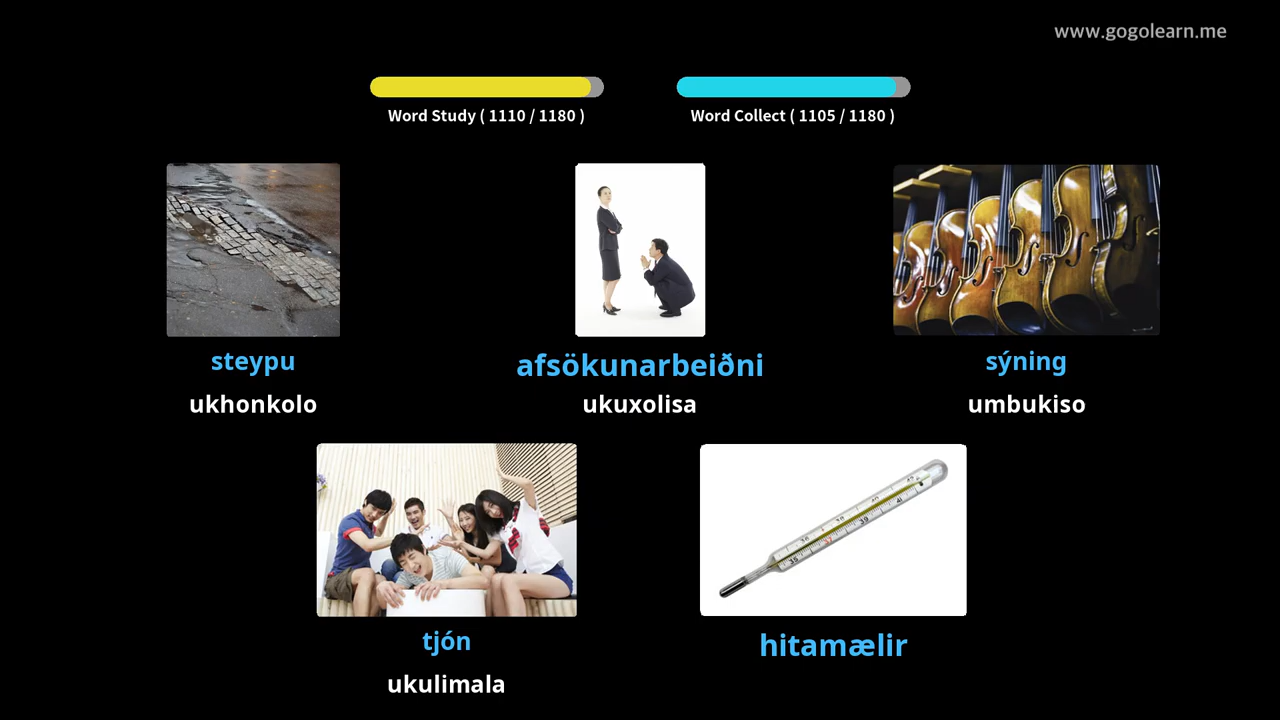 www.gogolearn.me
Word Study ( 1110 / 1180 )
Word Collect ( 1105 / 1180 )
steypu
afsökunarbeiðni
sýning
ukhonkolo
ukuxolisa
umbukiso
tjón
hitamælir
ukulimala